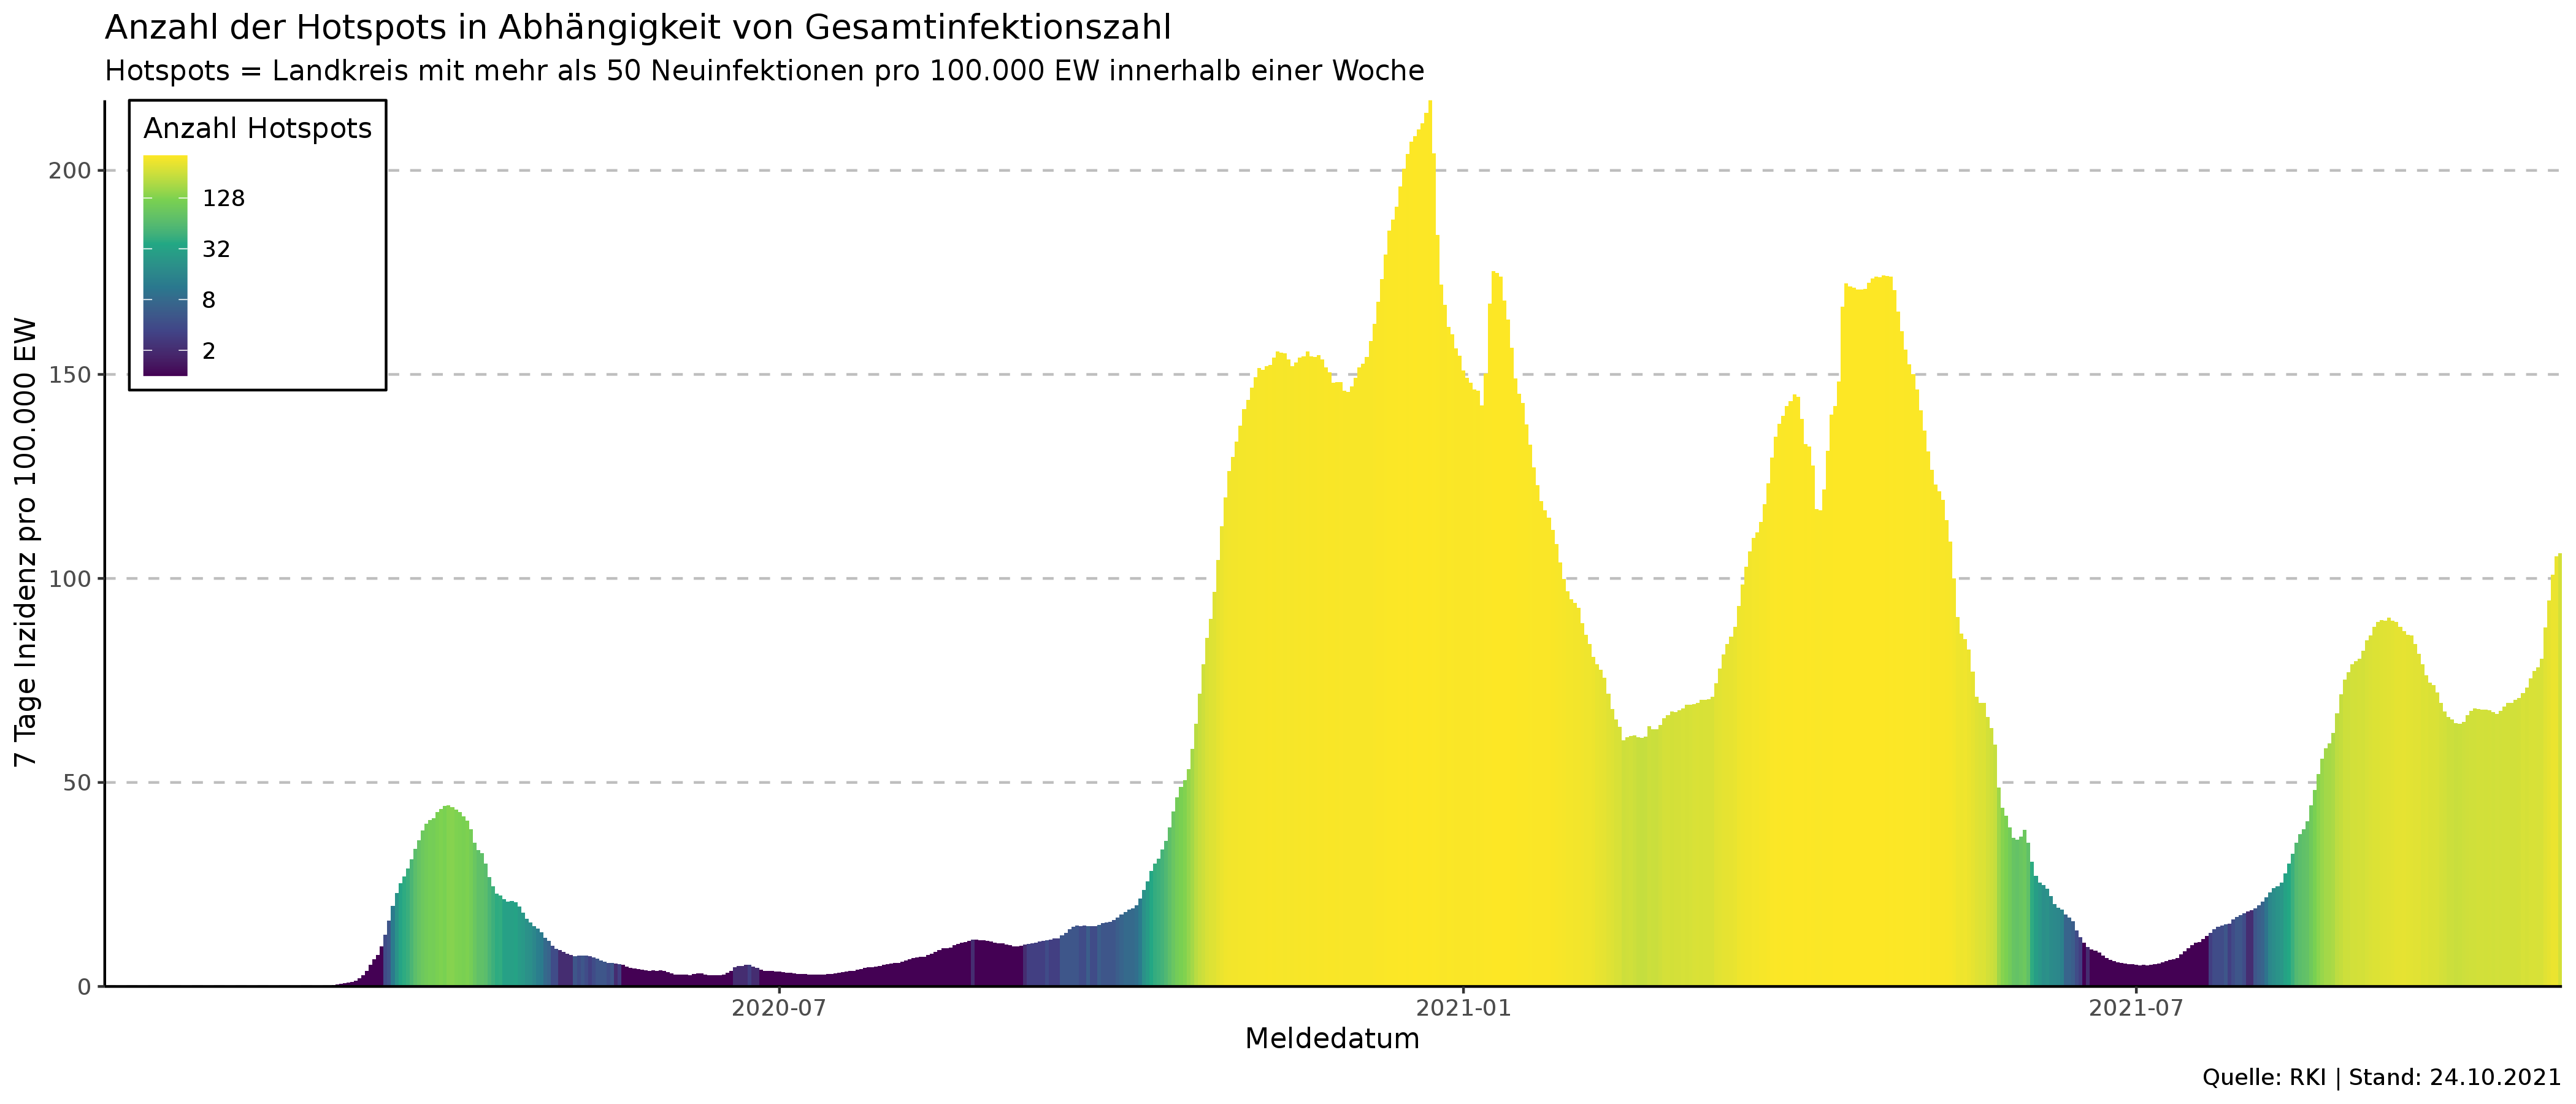 Anzahl der Hotspots in Abhängigkeit von Gesamtinfektionszahl
Hotspots = Landkreis mit mehr als 50 Neuinfektionen pro 100.000 EW innerhalb einer Woche
Anzahl Hotspots
128
32
8
2
7 Tage Inzidenz pro 100.000 EW
200
150
100
50
0
2020-07
2021-01
2021-07
Meldedatum
Quelle: RKI | Stand: 24.10.2021